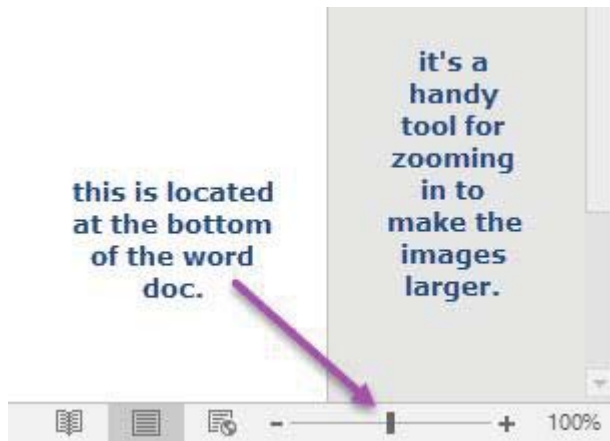 this is located
at the bottom
of the word
doc.
it's a
handy
tool for
zooming
in to
make the
images
larger.
- + 100%